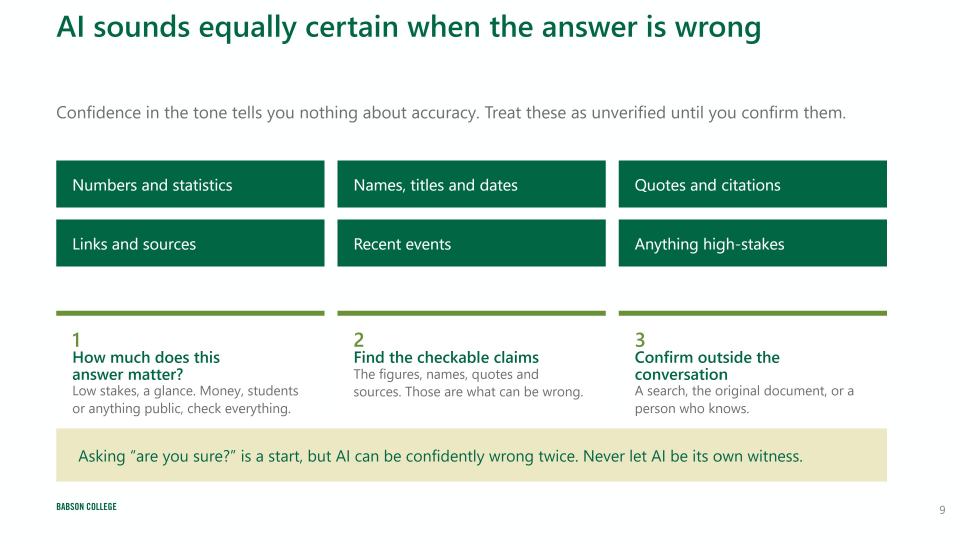 AI sounds equally certain when the answer is wrong
Confidence in the tone tells you nothing about accuracy. Treat these as unverified until you confirm them.
Numbers and statistics
Names, titles and dates
Quotes and citations
Links and sources
Recent events
Anything high-stakes
1
How much does this
answer matter?
Low stakes, a glance. Money, students
or anything public, check everything.
2
Find the checkable claims
The figures, names, quotes and
sources. Those are what can be wrong.
3
Confirm outside the
conversation
A search, the original document, or a
person who knows.
Asking “are you sure?” is a start, but AI can be confidently wrong twice. Never let AI be its own witness.
BABSON COLLEGE
9